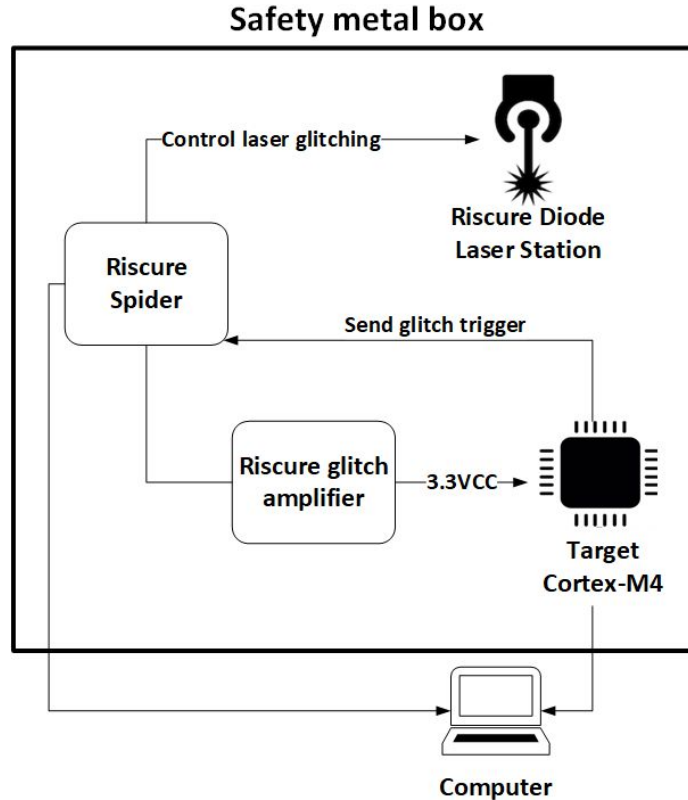 Safety metal box
Control laser glitching
Riscure Diode
Laser Station
Riscure
Spider
Send glitch trigger
Riscure glitch
amplifier
3.3VCC
Target
Cortex-M4
Computer